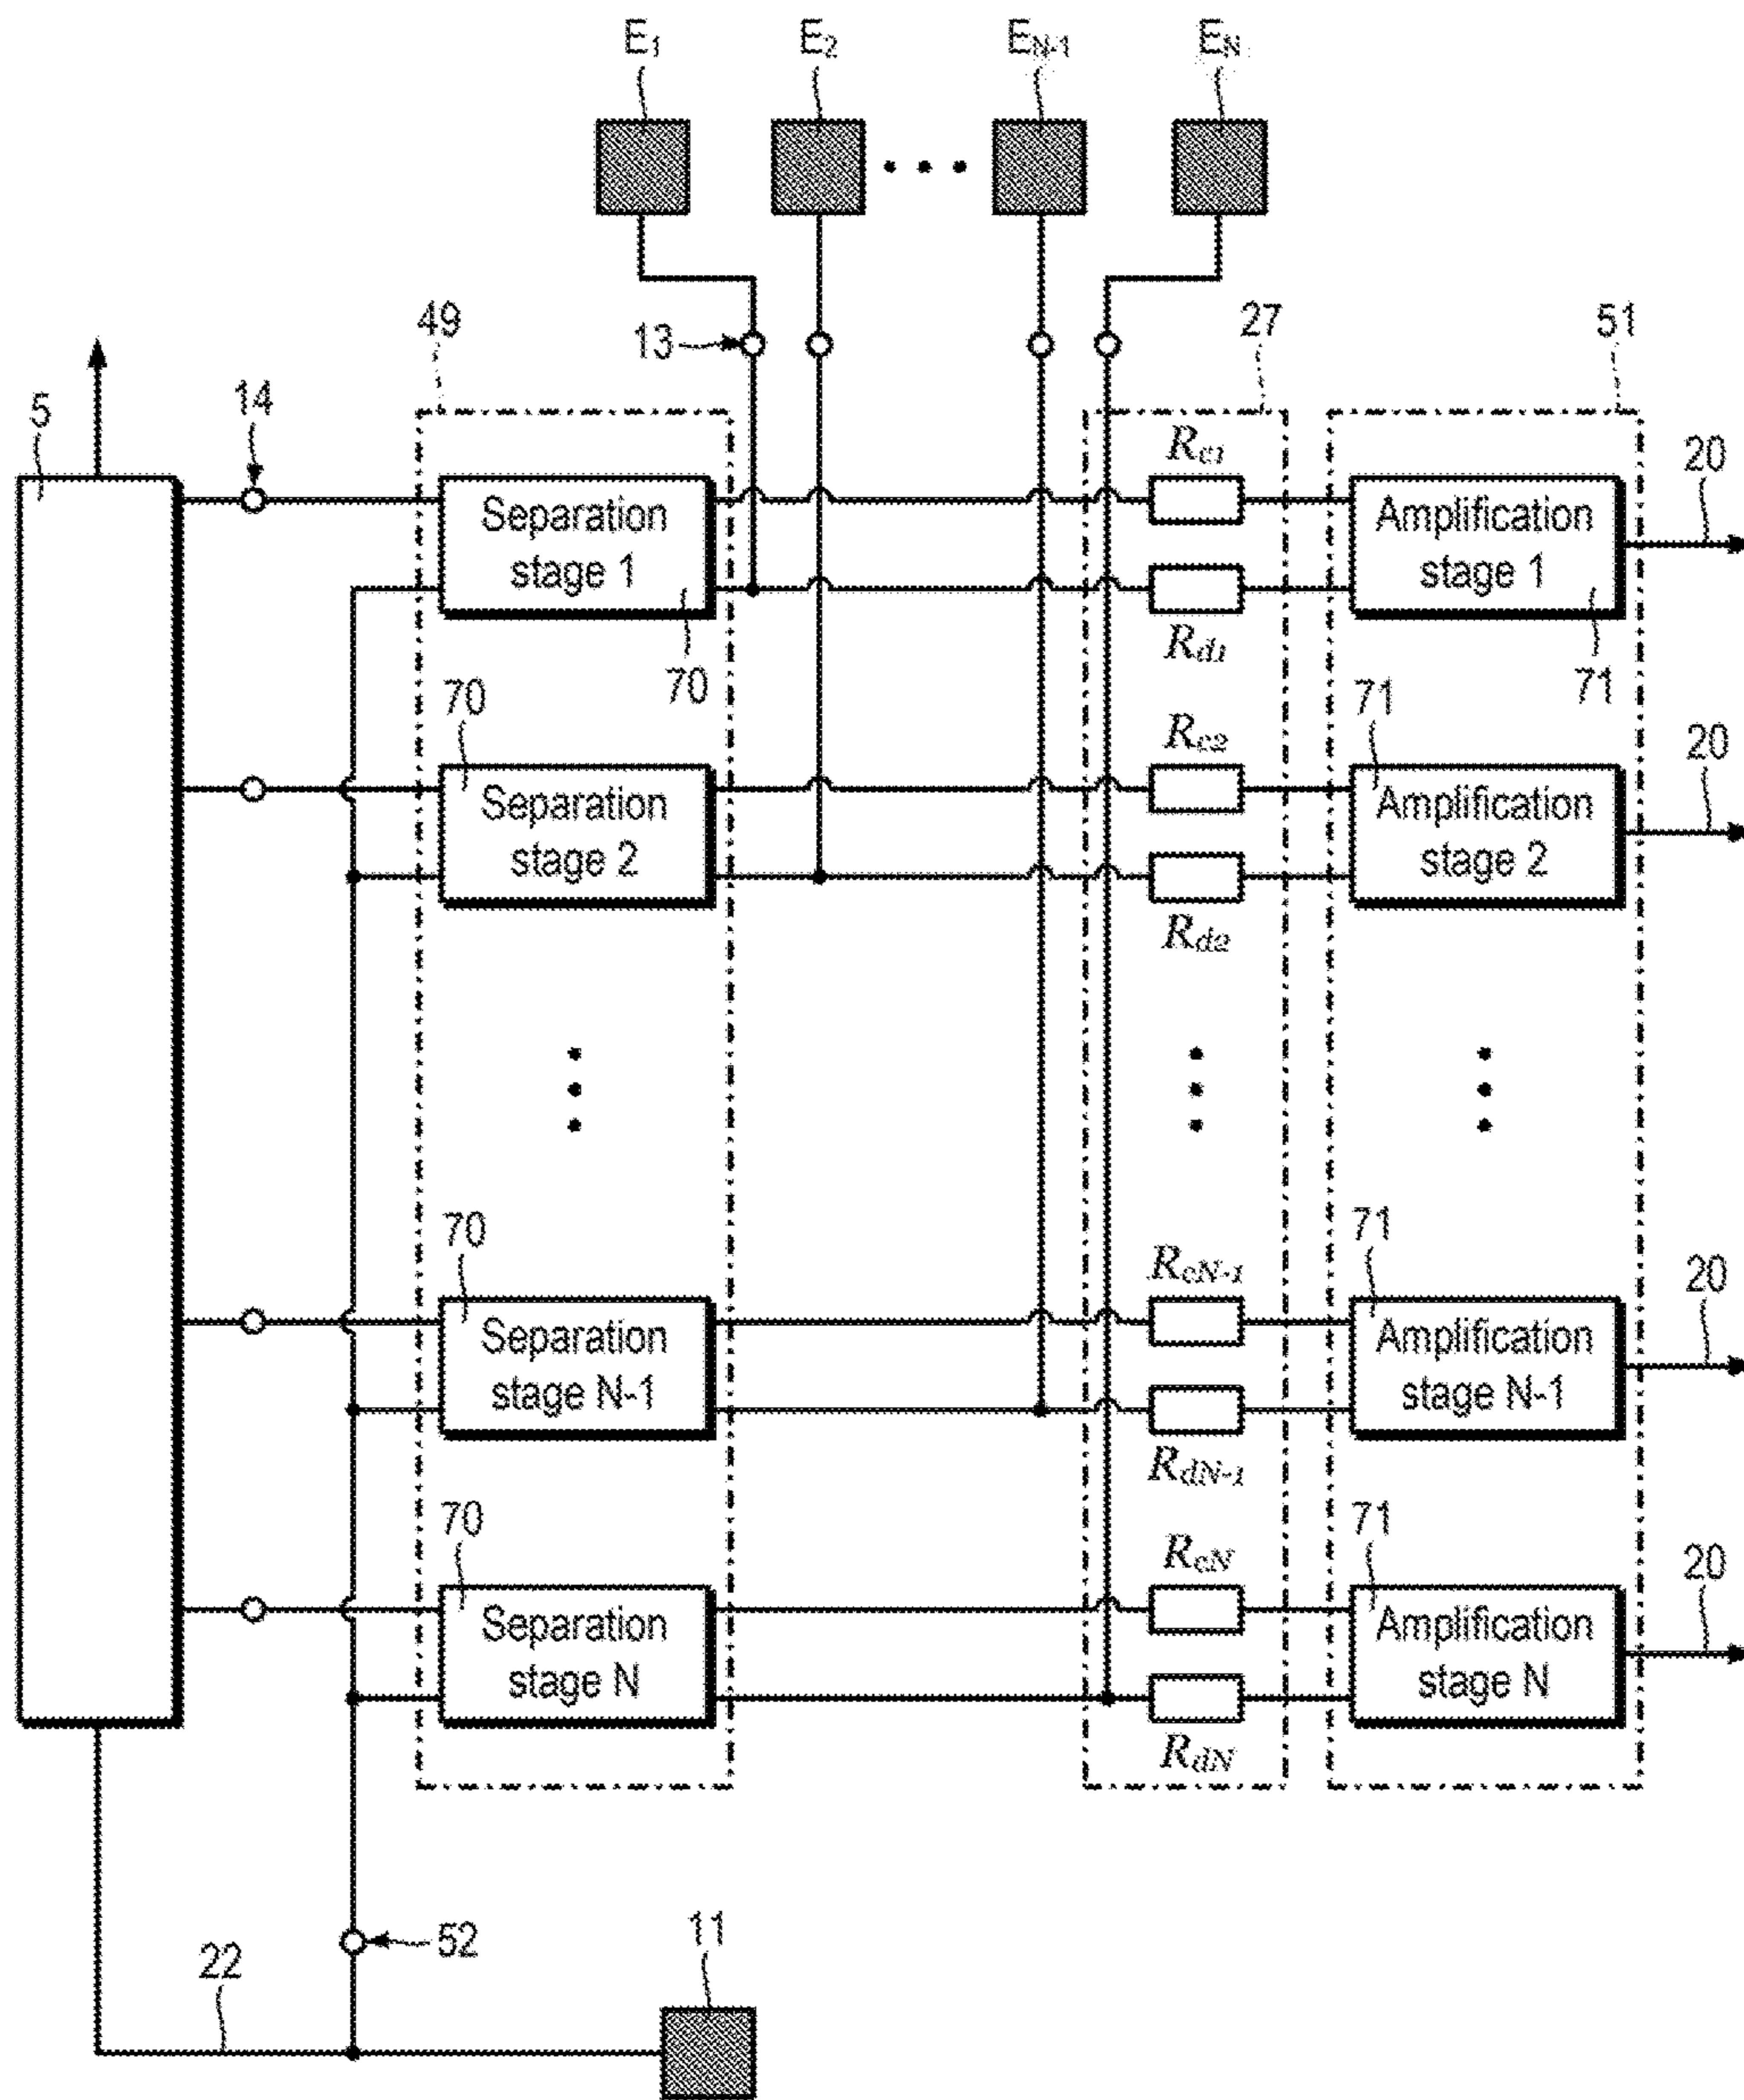 E1 E2 EN-1 EN
49 13 27 51
5 14 Rc1 20
Separation
stage 1
Amplification
stage 1
70 Rd1 71
70 Rc2 71 20
Separation
stage 2
Amplification
stage 2
Rd2
70 RcN-1 71 20
Separation
stage N-1
Amplification
stage N-1
RdN-1
70 RcN 71 20
Separation
stage N
Amplification
stage N
RdN
52 11
22